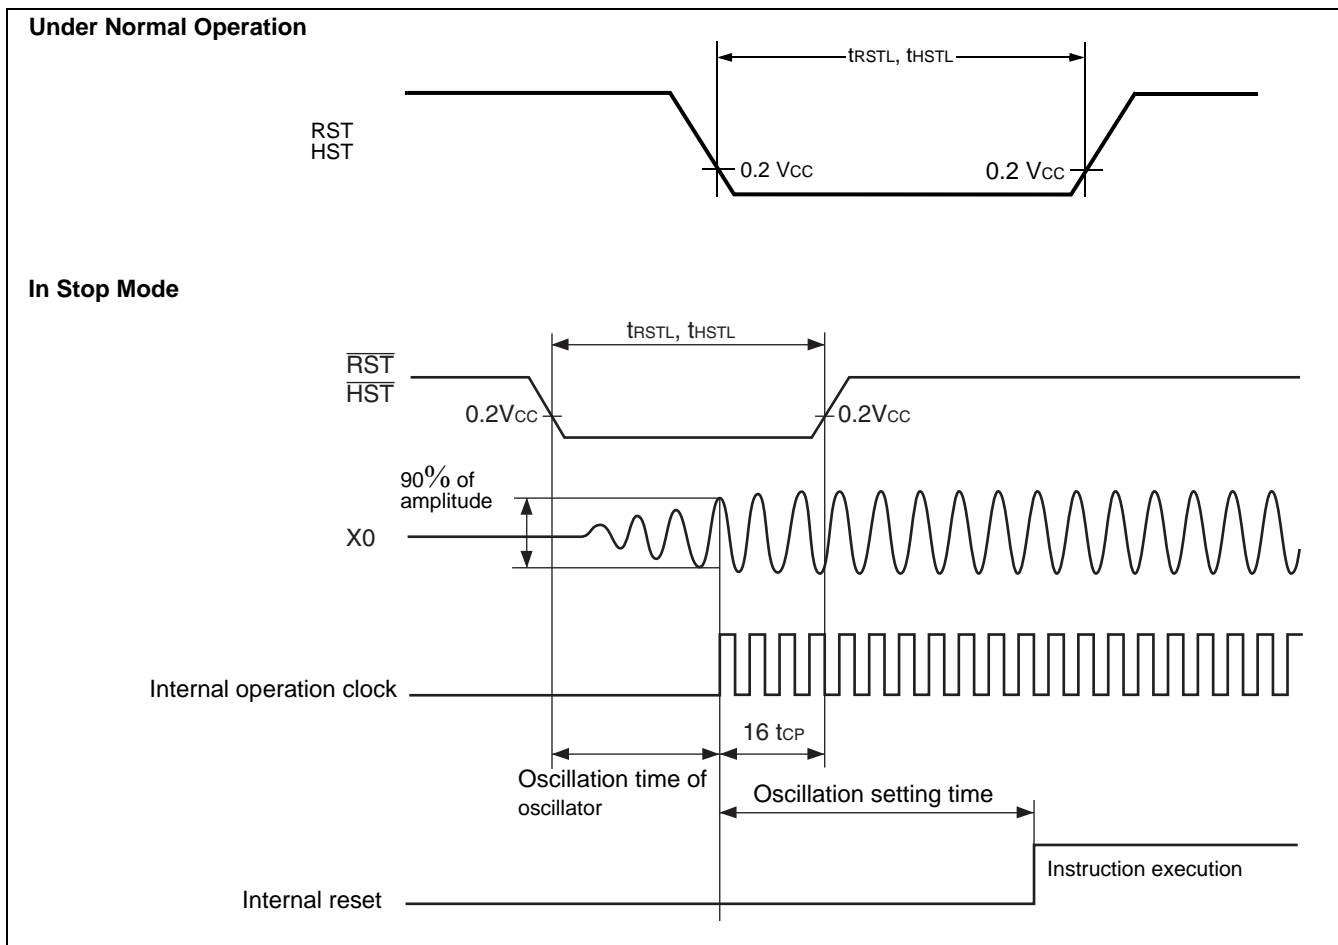 Under Normal Operation
tRSTL, tHSTL
RST
HST
0.2 VCC
0.2 VCC
In Stop Mode
tRSTL, tHSTL
RST
HST
0.2VCC
0.2VCC
90% of
amplitude
X0
Internal operation clock
16 tCP
Oscillation time of
oscillator
Oscillation setting time
Instruction execution
Internal reset